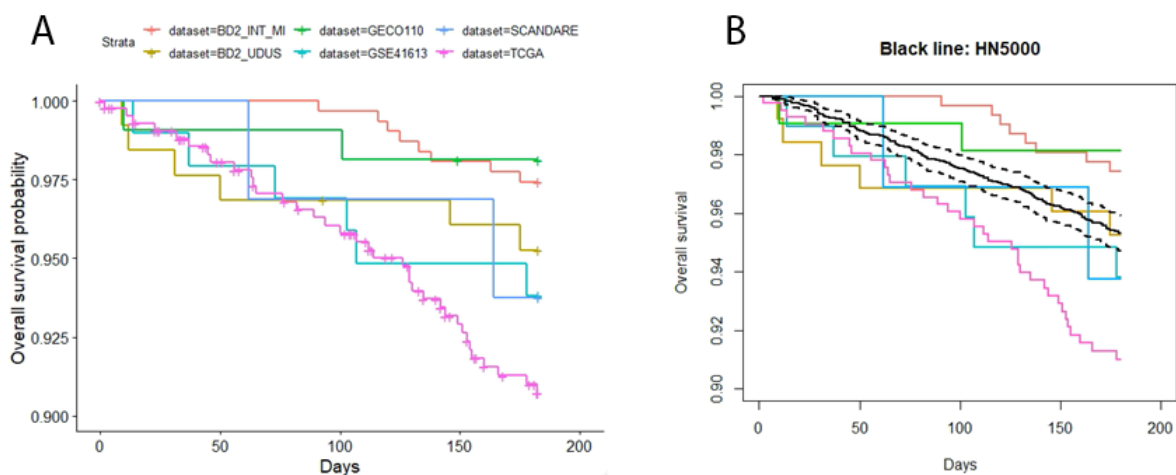 A
Strata
dataset=BD2_INT_MI dataset=GECO110 dataset=SCANDARE
dataset=BD2_UDUS dataset=GSE41613 dataset=TCGA
Overall survival probability
1.000
0.975
0.950
0.925
0.900
0 50 100 150 200
Days
B
Black line: HN5000
Overall survival
1.00
0.98
0.96
0.94
0.92
0.90
0 50 100 150 200
Days